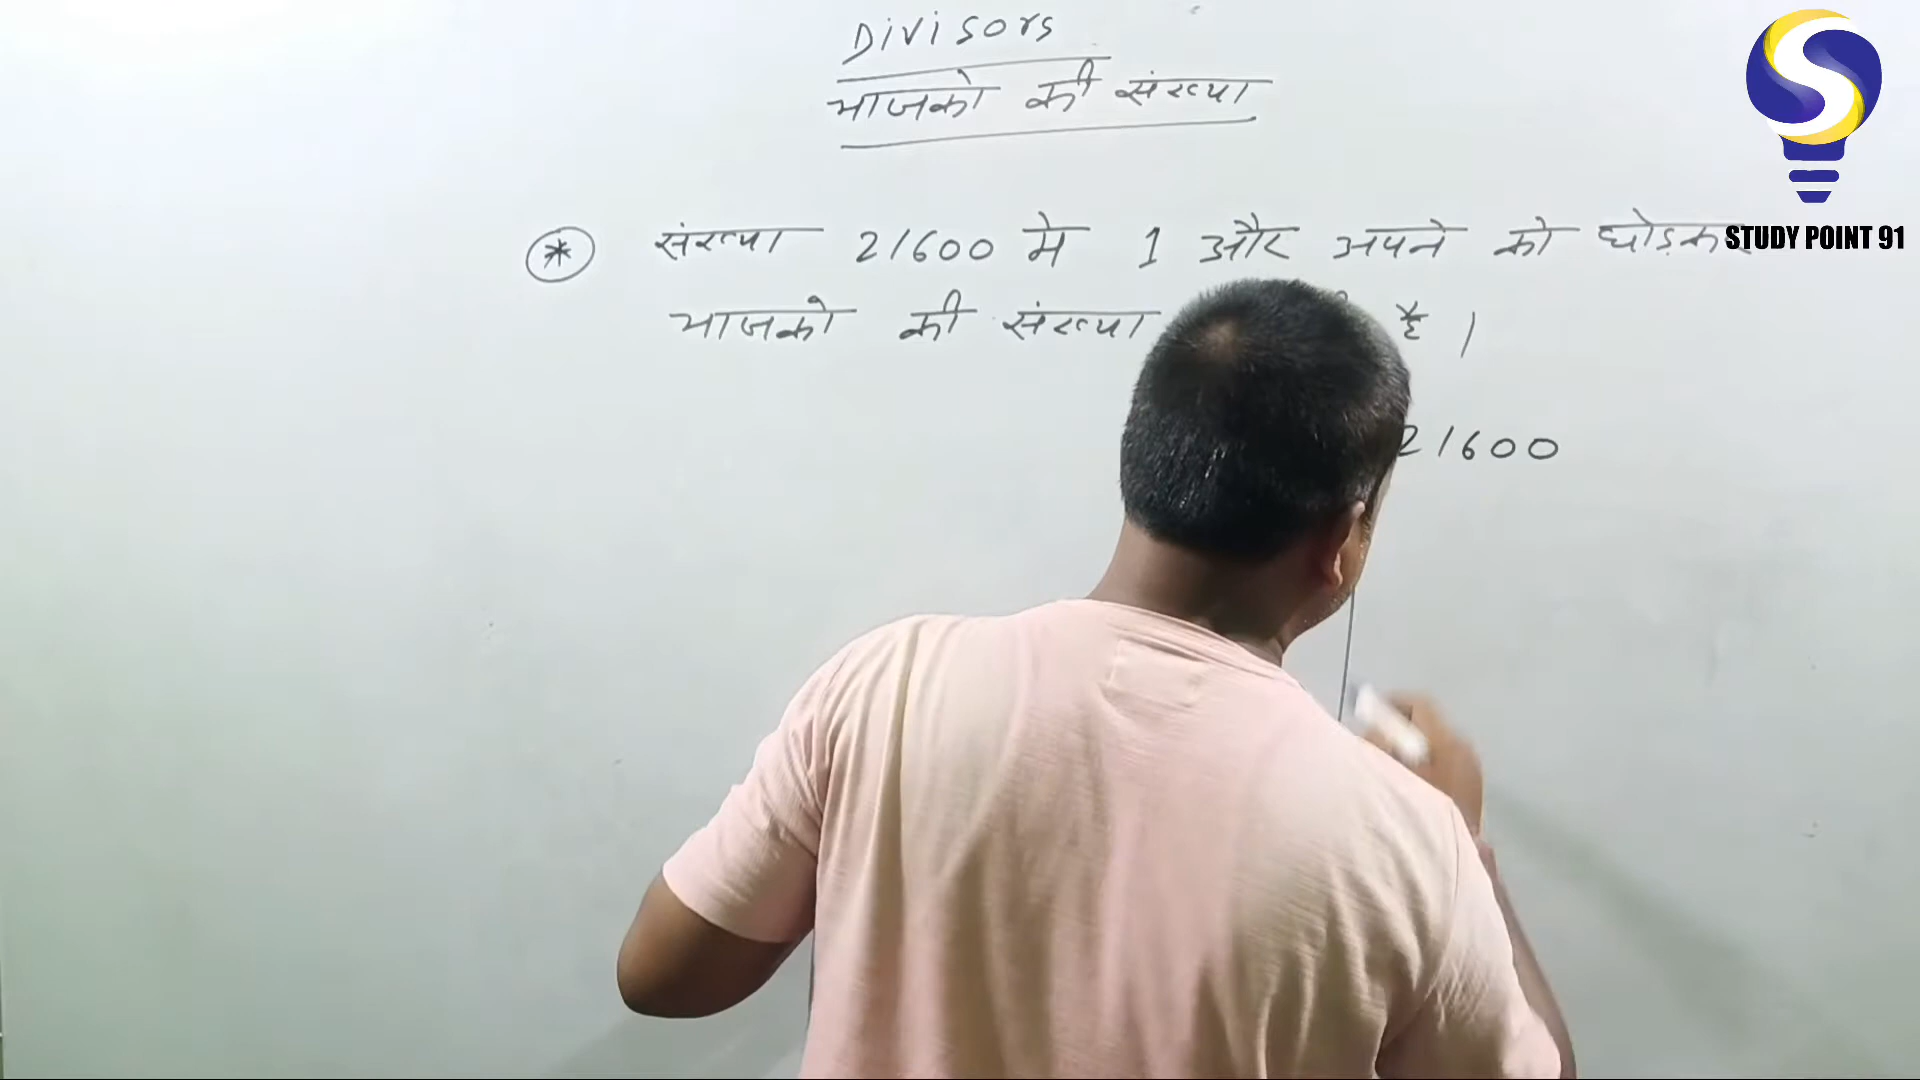 Divisors
भाजको की संख्या
* संख्या 21600 मे 1 और अपने को छोड़कर
भाजको की संख्या है |
21600
STUDY POINT 91